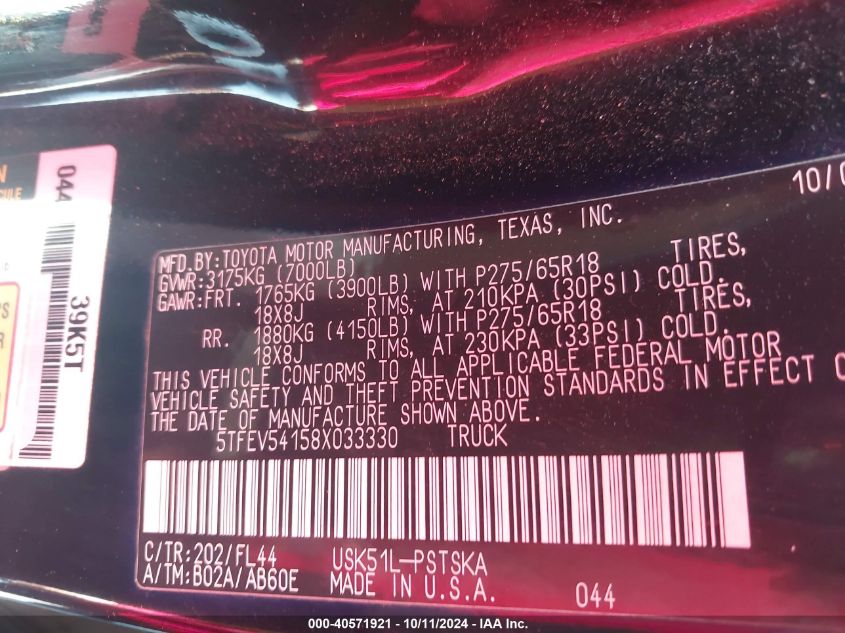 N
CULE
044
39K5T
PS
R
10/0
MFD.BY:TOYOTA MOTOR MANUFACTURING, TEXAS, INC.
GVWR:3175KG (7000LB)
GAWR:FRT. 1765KG (3900LB) WITH P275/65R18 TIRES,
18X8J RIMS, AT 210KPA (30PSI) COLD.
RR. 1880KG (4150LB) WITH P275/65R18 TIRES,
18X8J RIMS, AT 230KPA (33PSI) COLD.
THIS VEHICLE CONFORMS TO ALL APPLICABLE FEDERAL MOTOR
VEHICLE SAFETY AND THEFT PREVENTION STANDARDS IN EFFECT O
THE DATE OF MANUFACTURE SHOWN ABOVE.
5TFEV54158X033330 TRUCK
C/TR:202/FL44 USK51L-PSTSKA
A/TM:B02A/AB60E MADE IN U.S.A. 044
000-40571921 - 10/11/2024 - IAA Inc.